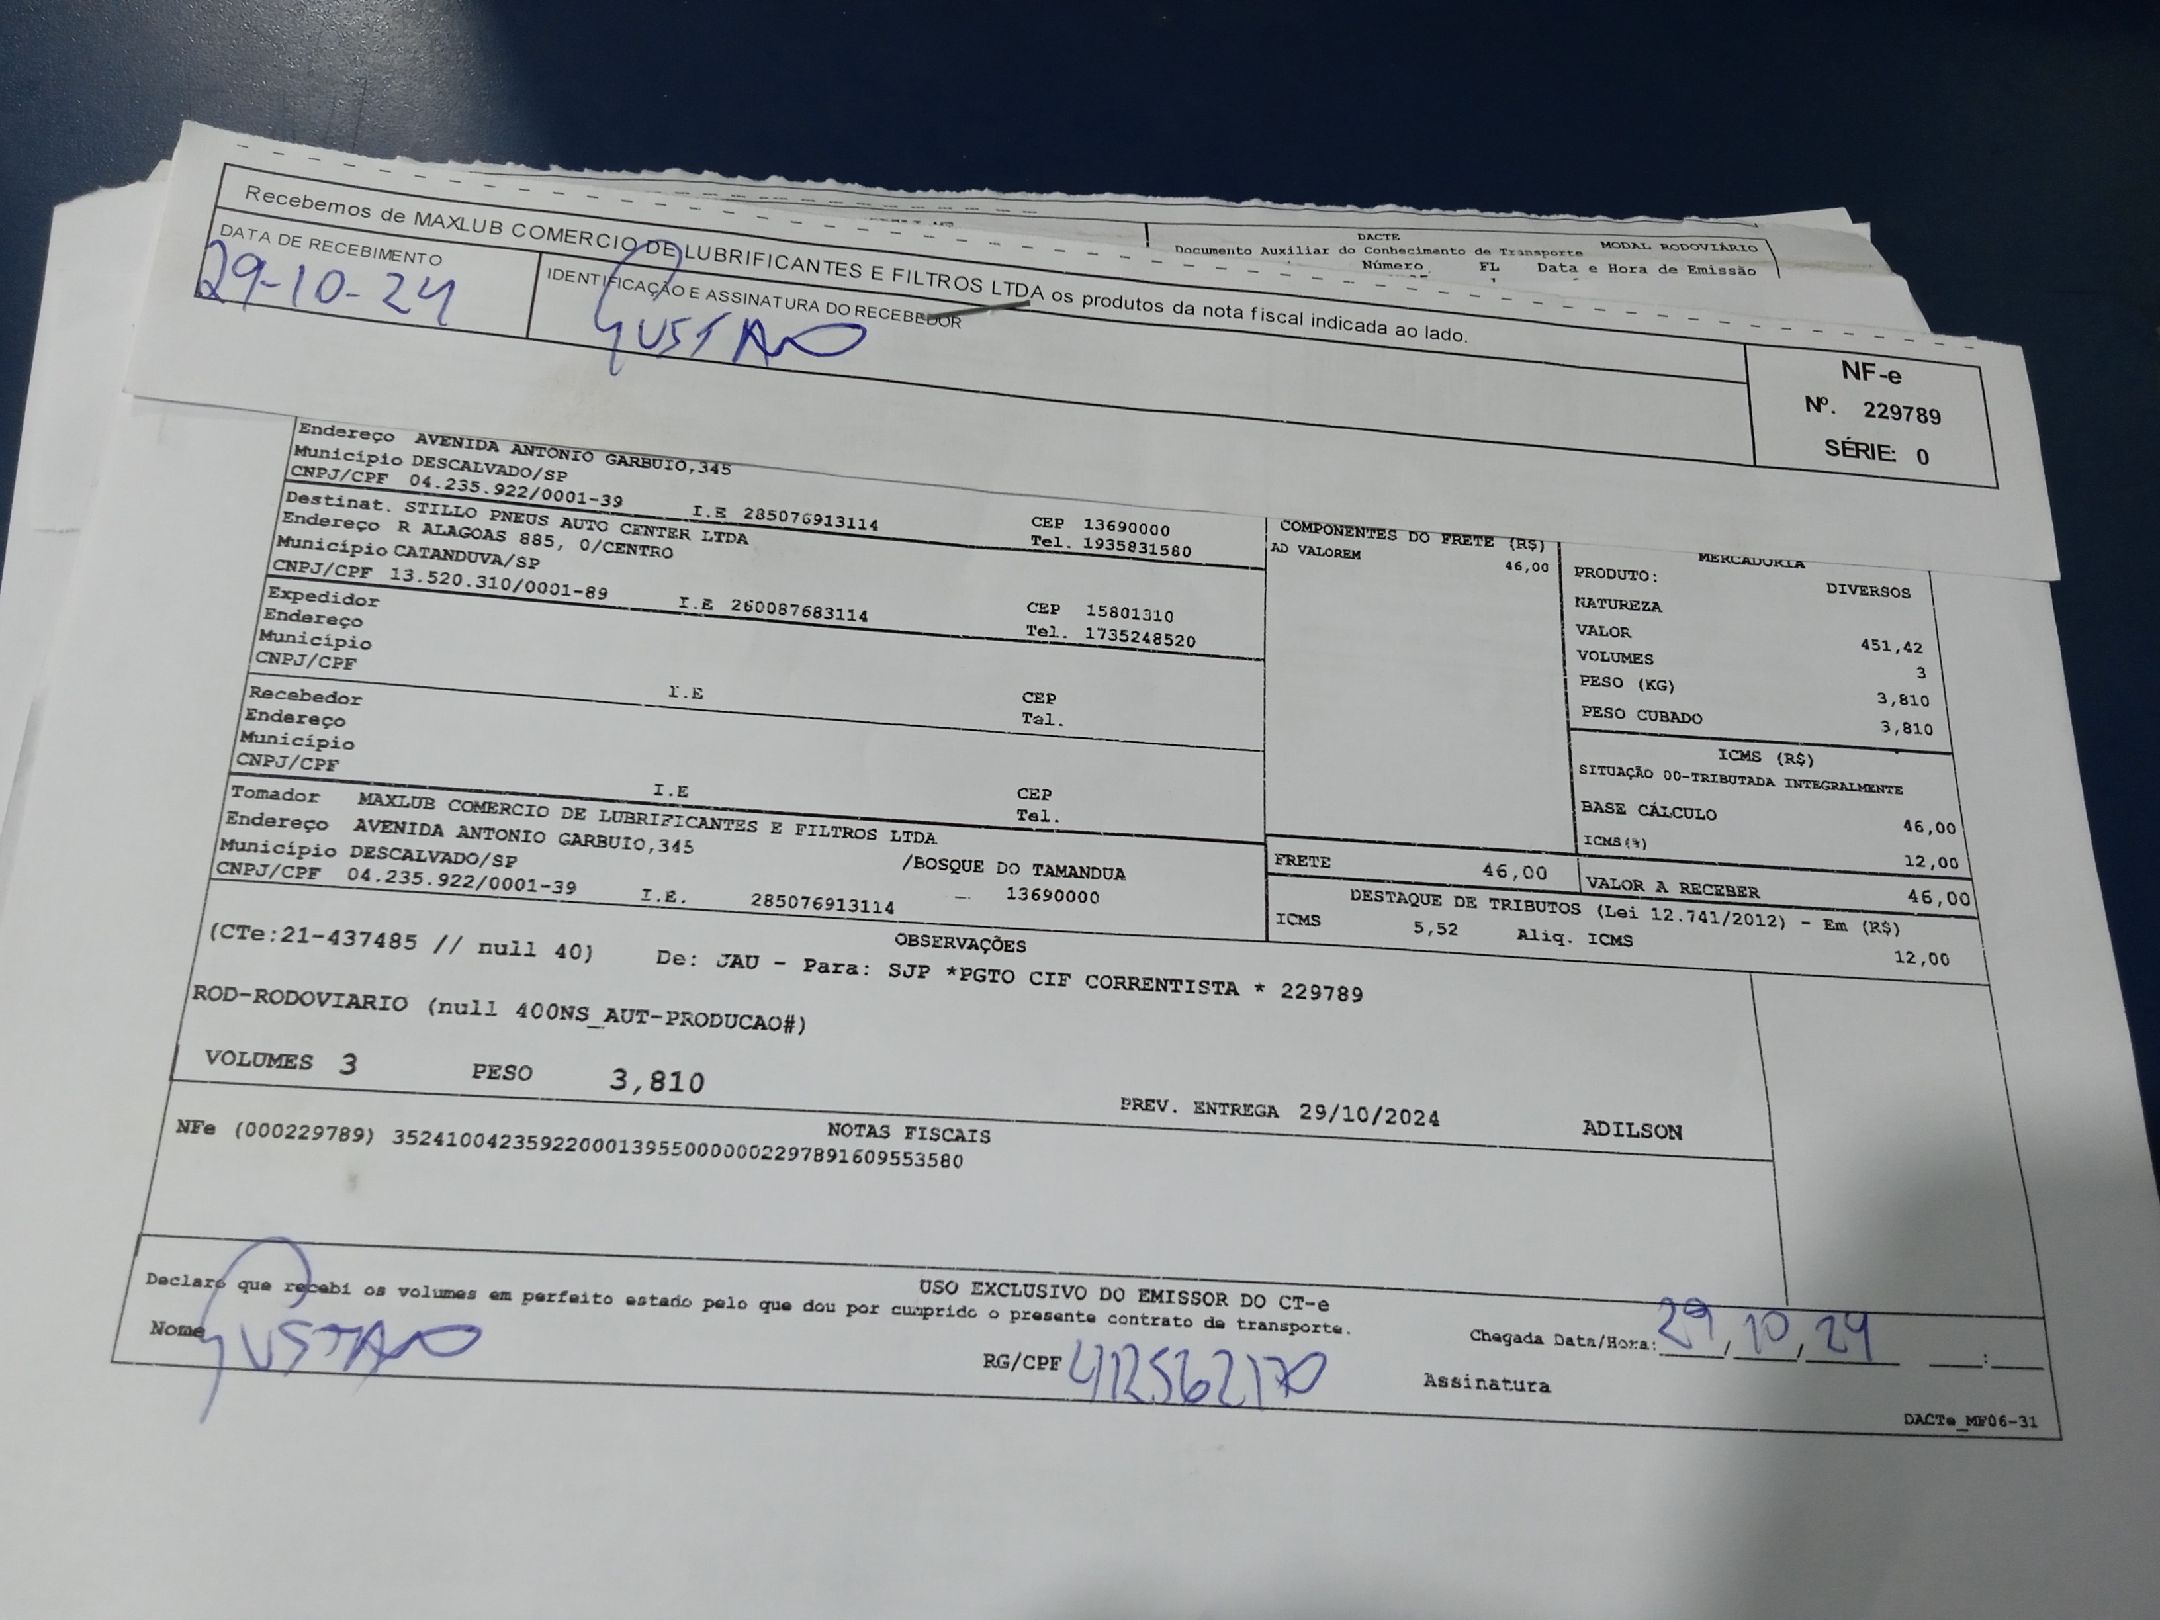 DACTE
Documento Auxiliar do Conhecimento de Transporte MODAL RODOVIÁRIO
Número FL Data e Hora de Emissão
Recebemos de MAXLUB COMERCIO DE LUBRIFICANTES E FILTROS LTDA os produtos da nota fiscal indicada ao lado.
DATA DE RECEBIMENTO
29-10-24
IDENTIFICAÇÃO E ASSINATURA DO RECEBEDOR
GUSTAVO
NF-e
Nº. 229789
SÉRIE: 0
Endereço AVENIDA ANTONIO GARBUIO,345
Município DESCALVADO/SP CEP 13690000
CNPJ/CPF 04.235.922/0001-39 I.E 285076913114 Tel. 1935831580
Destinat. STILLO PNEUS AUTO CENTER LTDA
Endereço R ALAGOAS 885, 0/CENTRO
Município CATANDUVA/SP CEP 15801310
CNPJ/CPF 13.520.310/0001-89 I.E 260087683114 Tel. 1735248520
Expedidor
Endereço
Município CEP
CNPJ/CPF I.E Tel.
Recebedor
Endereço
Município CEP
CNPJ/CPF I.E Tel.
Tomador MAXLUB COMERCIO DE LUBRIFICANTES E FILTROS LTDA
Endereço AVENIDA ANTONIO GARBUIO,345 /BOSQUE DO TAMANDUA
Município DESCALVADO/SP 13690000
CNPJ/CPF 04.235.922/0001-39 I.E. 285076913114
COMPONENTES DO FRETE (R$)
AD VALOREM 46,00
MERCADORIA
PRODUTO: DIVERSOS
NATUREZA
VALOR 451,42
VOLUMES 3
PESO (KG) 3,810
PESO CUBADO 3,810
ICMS (R$)
SITUAÇÃO 00-TRIBUTADA INTEGRALMENTE
BASE CÁLCULO 46,00
ICMS(%) 12,00
FRETE 46,00 VALOR A RECEBER 46,00
DESTAQUE DE TRIBUTOS (Lei 12.741/2012) - Em (R$)
ICMS 5,52 Aliq. ICMS 12,00
OBSERVAÇÕES
(CTe:21-437485 // null 40) De: JAU - Para: SJP *PGTO CIF CORRENTISTA * 229789
ROD-RODOVIARIO (null 400NS_AUT-PRODUCAO#)
VOLUMES 3 PESO 3,810 PREV. ENTREGA 29/10/2024 ADILSON
NOTAS FISCAIS
NFe (000229789) 35241004235922000139550000002297891609553580
USO EXCLUSIVO DO EMISSOR DO CT-e
Declaro que recebi os volumes em perfeito estado pelo que dou por cumprido o presente contrato de transporte.
Nome GUSTAVO RG/CPF 412562170 Chegada Data/Hora: 29/10/24 __:__
Assinatura
DACTe_MF06-31